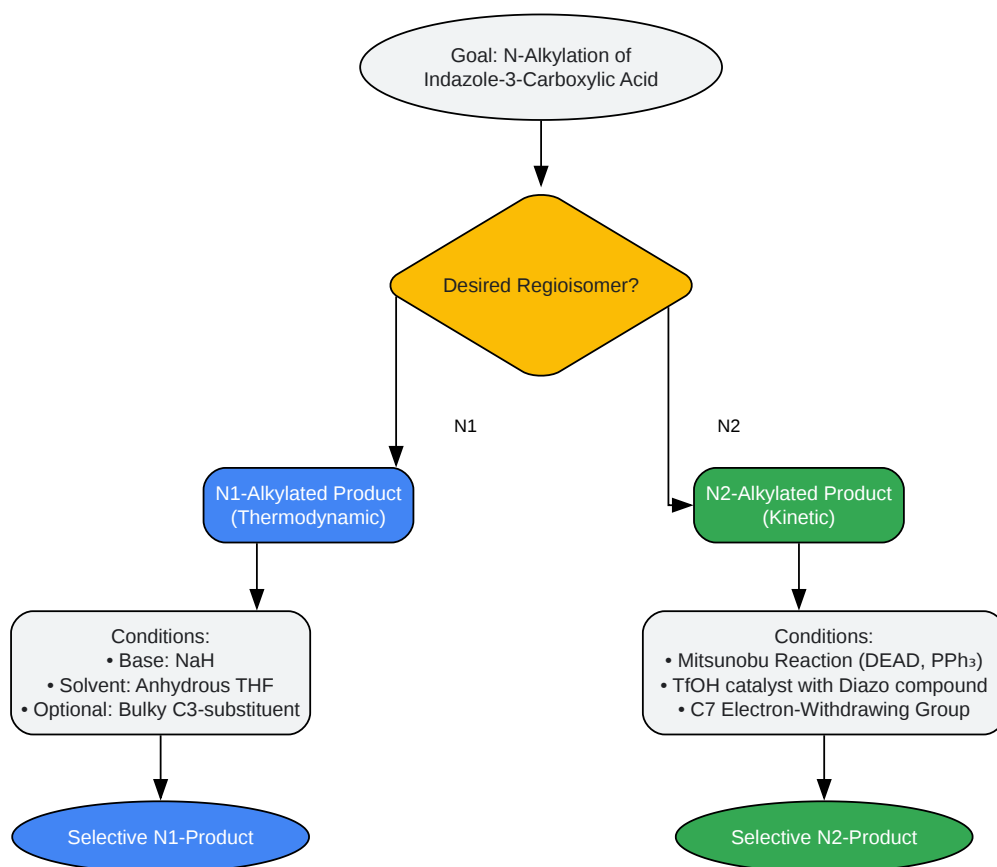 Goal: N-Alkylation of
Indazole-3-Carboxylic Acid
Desired Regioisomer?
N1
N2
N1-Alkylated Product
(Thermodynamic)
N2-Alkylated Product
(Kinetic)
Conditions:
• Base: NaH
• Solvent: Anhydrous THF
• Optional: Bulky C3-substituent
Conditions:
• Mitsunobu Reaction (DEAD, PPh₃)
• TfOH catalyst with Diazo compound
• C7 Electron-Withdrawing Group
Selective N1-Product
Selective N2-Product